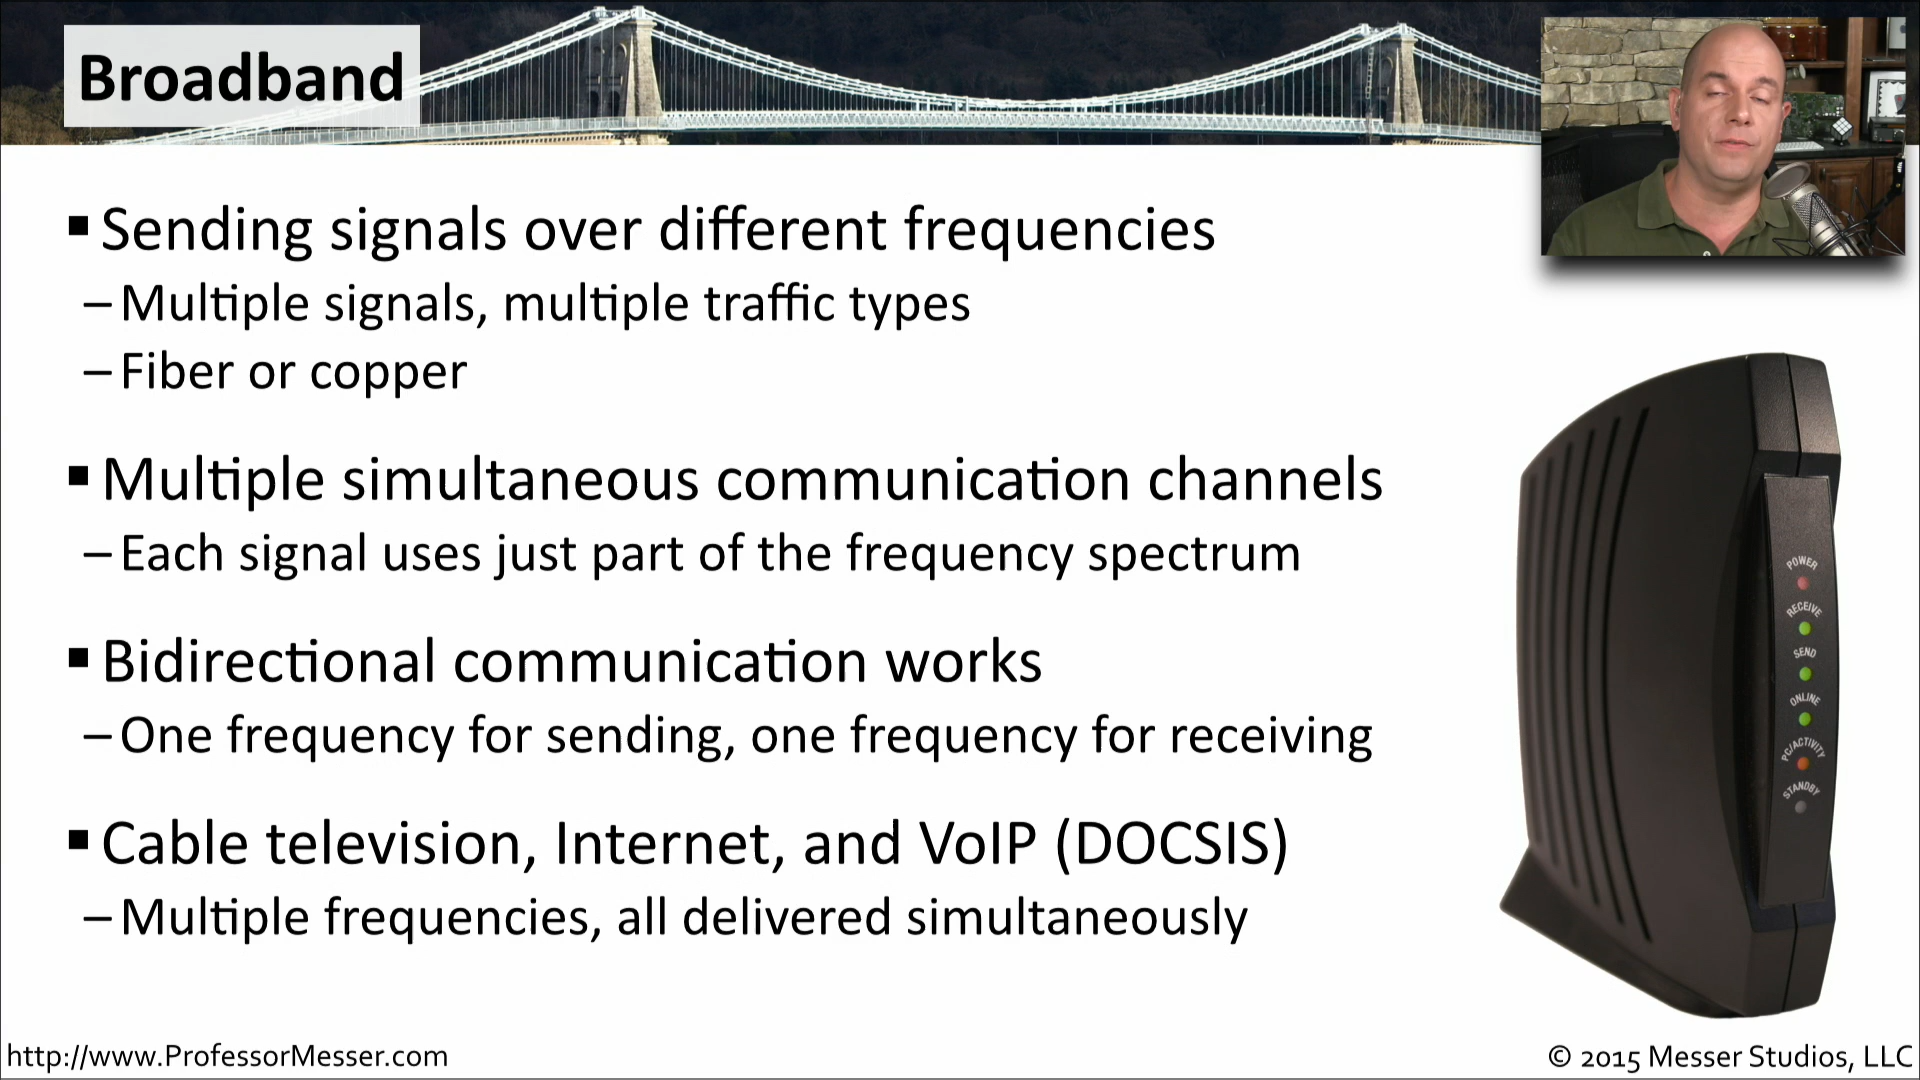 Broadband
▪ Sending signals over different frequencies
– Multiple signals, multiple traffic types
– Fiber or copper
▪ Multiple simultaneous communication channels
– Each signal uses just part of the frequency spectrum
▪ Bidirectional communication works
– One frequency for sending, one frequency for receiving
▪ Cable television, Internet, and VoIP (DOCSIS)
– Multiple frequencies, all delivered simultaneously
POWER
RECEIVE
SEND
ONLINE
PC/ACTIVITY
STANDBY
http://www.ProfessorMesser.com
© 2015 Messer Studios, LLC